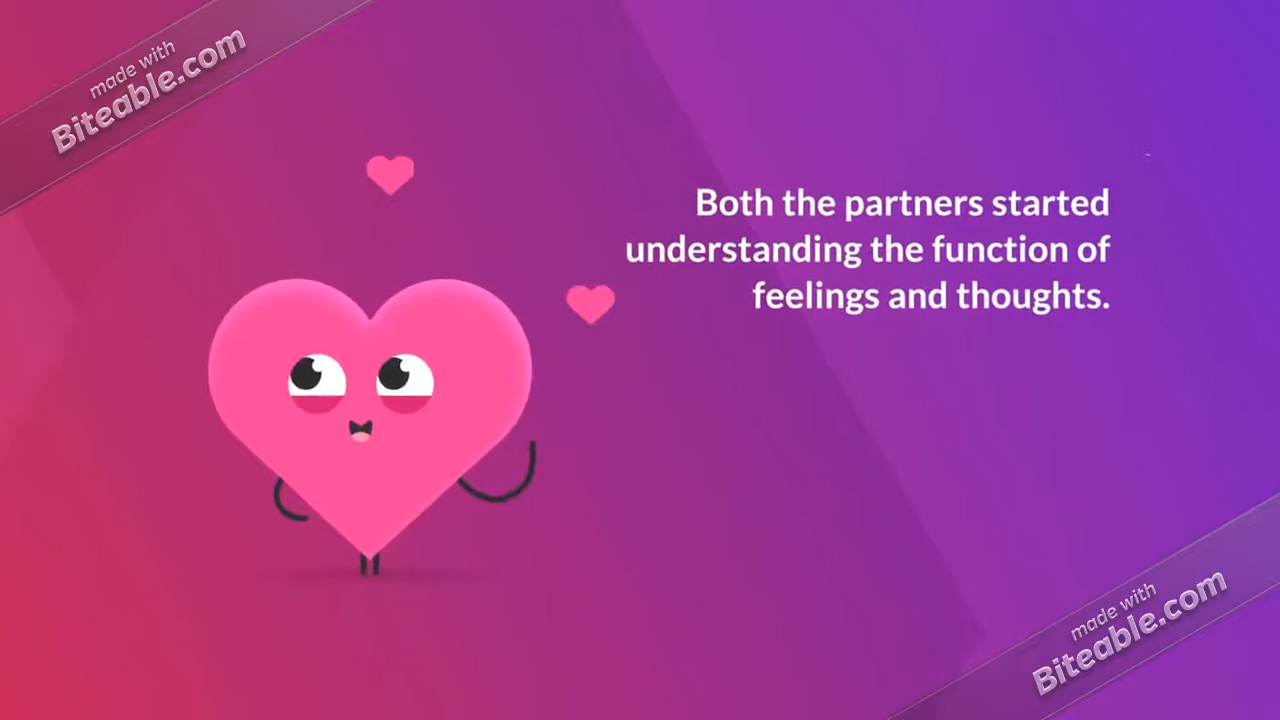 made with
Biteable.com
Both the partners started
understanding the function of
feelings and thoughts.
made with
Biteable.com